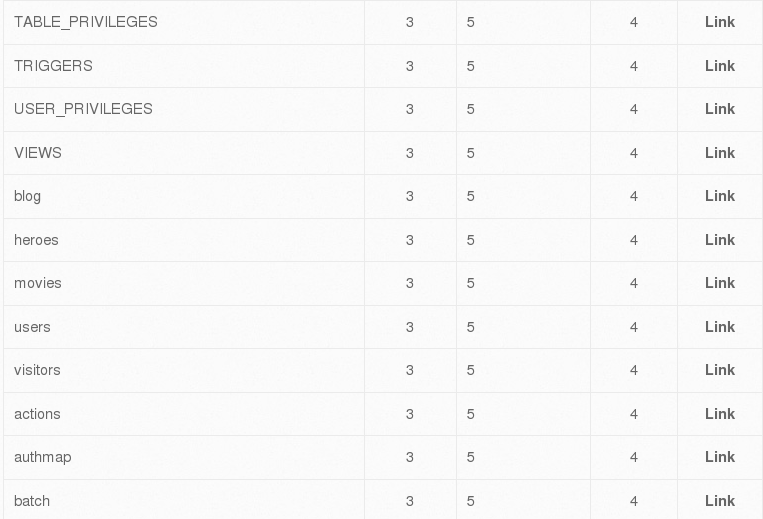 TABLE_PRIVILEGES 3 5 4 Link
TRIGGERS 3 5 4 Link
USER_PRIVILEGES 3 5 4 Link
VIEWS 3 5 4 Link
blog 3 5 4 Link
heroes 3 5 4 Link
movies 3 5 4 Link
users 3 5 4 Link
visitors 3 5 4 Link
actions 3 5 4 Link
authmap 3 5 4 Link
batch 3 5 4 Link